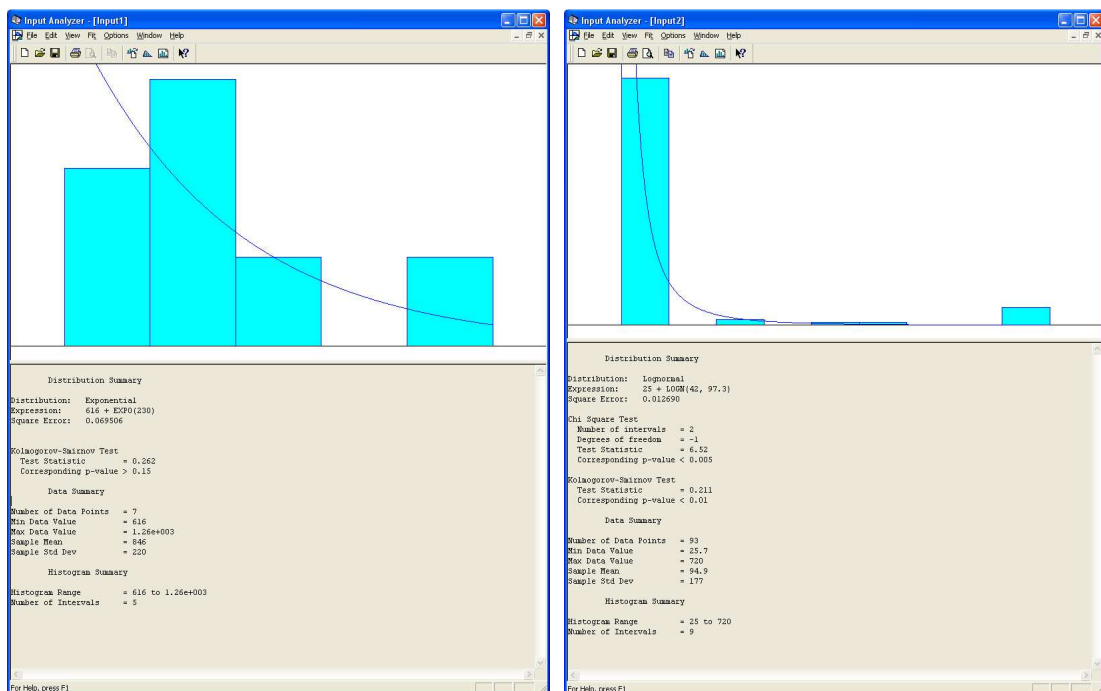 Input Analyzer - [Input1]
File Edit View Fit Options Window Help
Distribution Summary
Distribution: Exponential
Expression: 616 + EXPO(230)
Square Error: 0.069506
Kolmogorov-Smirnov Test
Test Statistic = 0.262
Corresponding p-value > 0.15
Data Summary
Number of Data Points = 7
Min Data Value = 616
Max Data Value = 1.26e+003
Sample Mean = 846
Sample Std Dev = 220
Histogram Summary
Histogram Range = 616 to 1.26e+003
Number of Intervals = 5
For Help, press F1
Input Analyzer - [Input2]
File Edit View Fit Options Window Help
Distribution Summary
Distribution: Lognormal
Expression: 25 + LOGN(42, 97.3)
Square Error: 0.012690
Chi Square Test
Number of intervals = 2
Degrees of freedom = -1
Test Statistic = 6.52
Corresponding p-value < 0.005
Kolmogorov-Smirnov Test
Test Statistic = 0.211
Corresponding p-value < 0.01
Data Summary
Number of Data Points = 93
Min Data Value = 25.7
Max Data Value = 720
Sample Mean = 94.9
Sample Std Dev = 177
Histogram Summary
Histogram Range = 25 to 720
Number of Intervals = 9
For Help, press F1